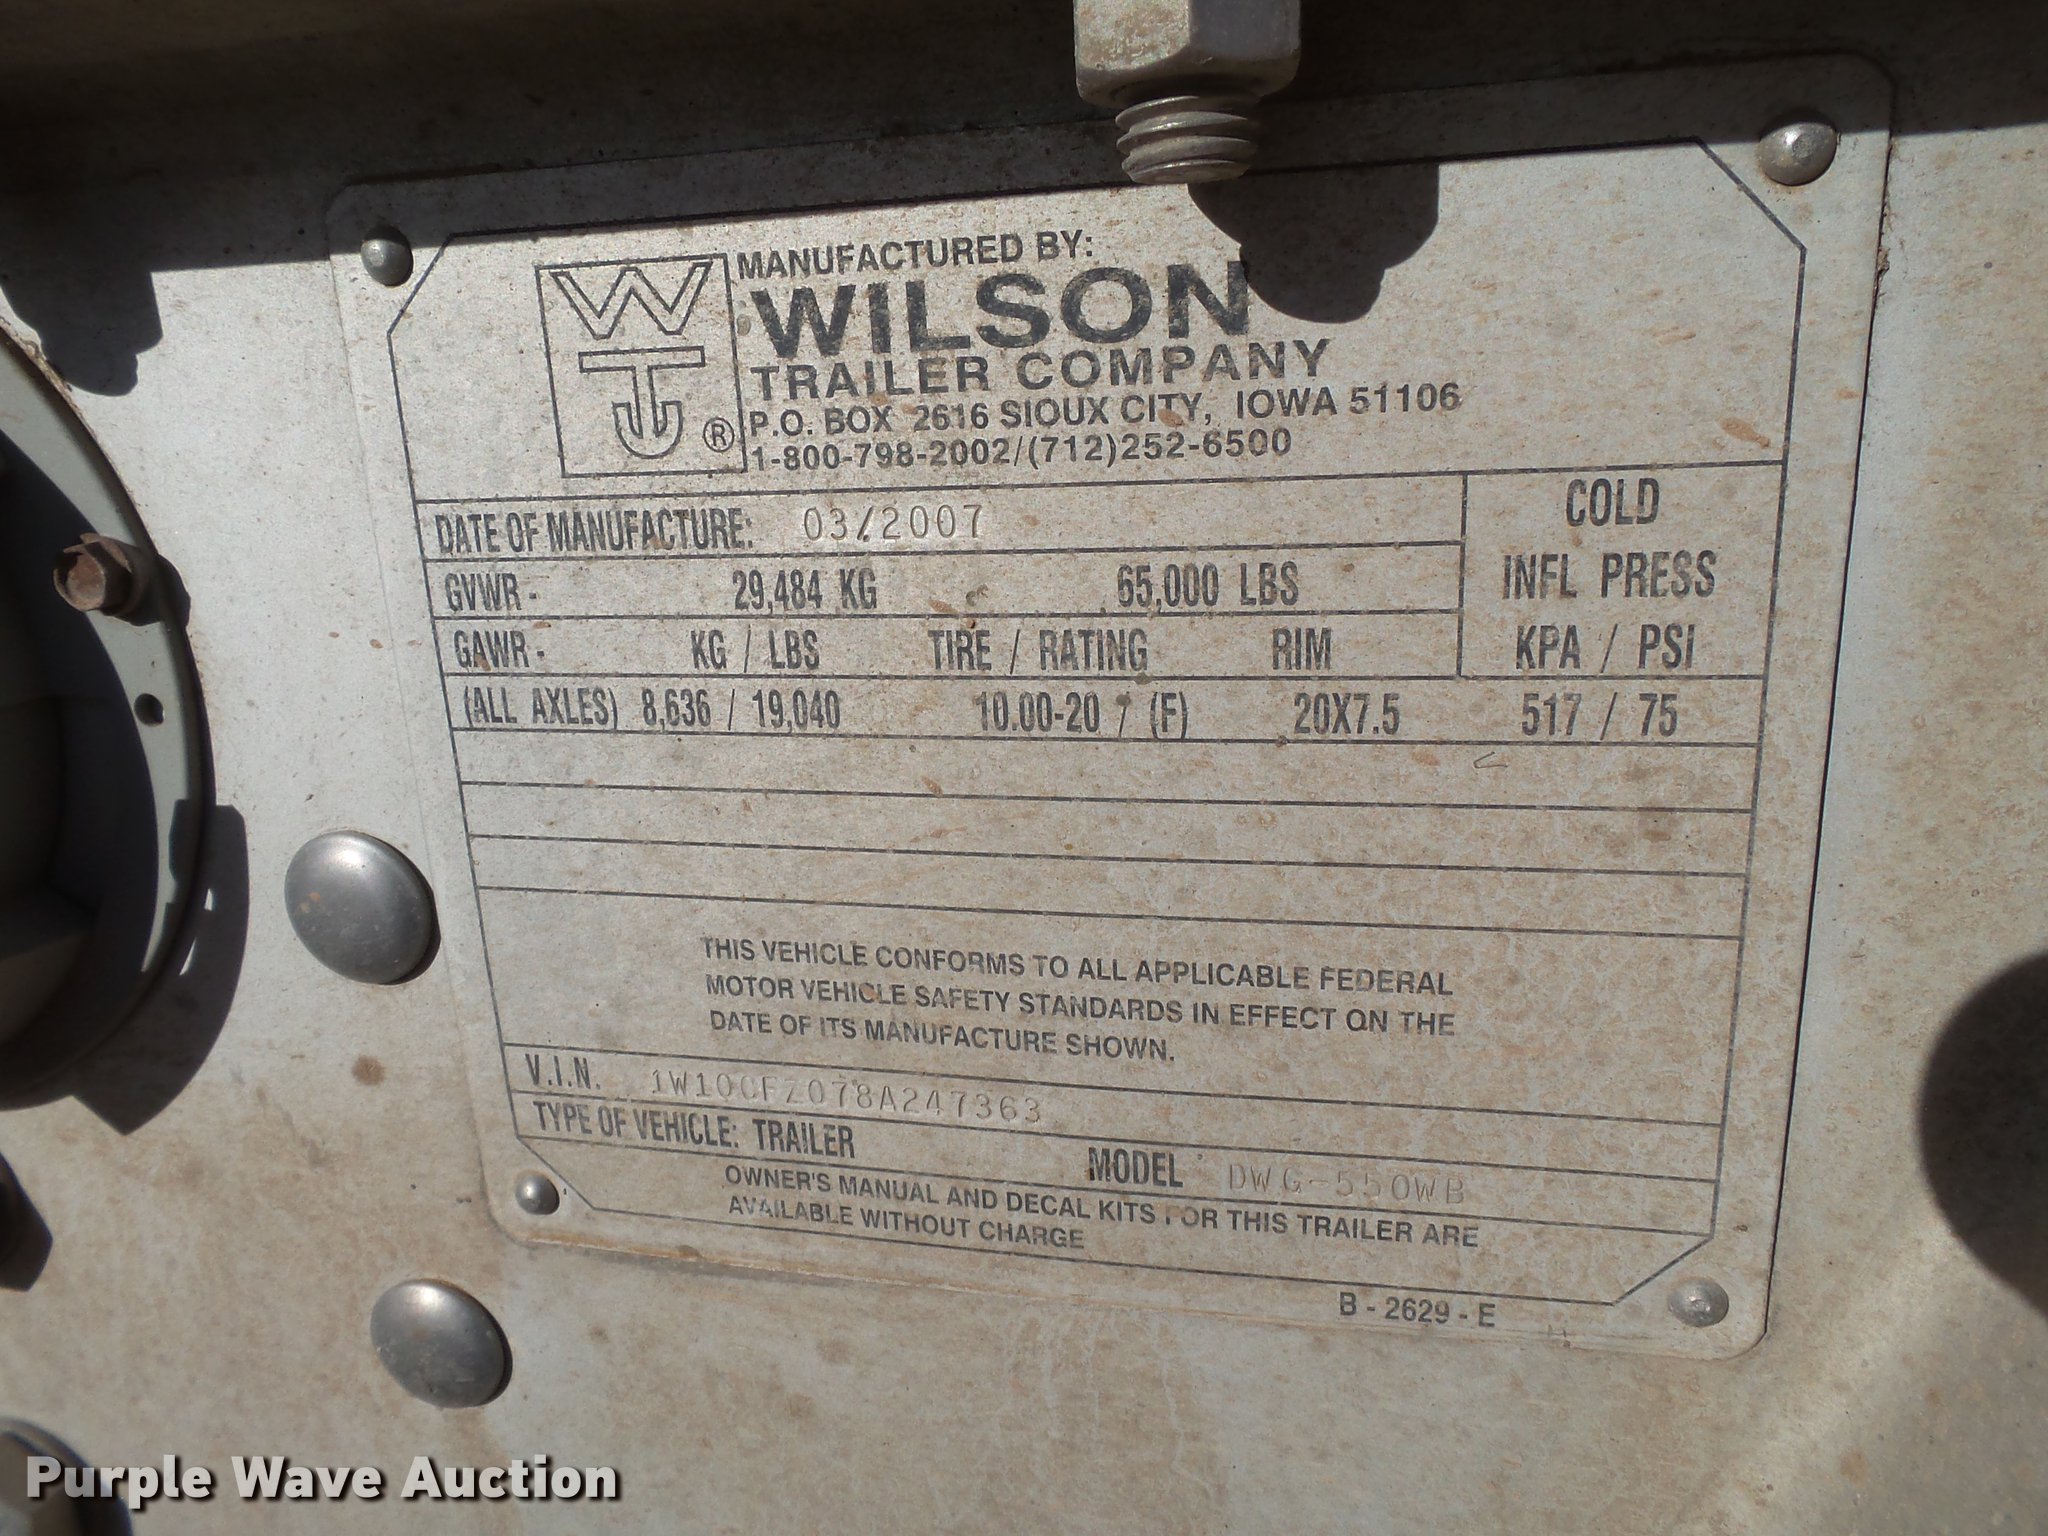 MANUFACTURED BY:
WILSON
TRAILER COMPANY
P.O. BOX 2616 SIOUX CITY, IOWA 51106
1-800-798-2002/(712)252-6500
WTJ ®
DATE OF MANUFACTURE: 03/2007
GVWR - 29,484 KG 65,000 LBS
COLD
INFL PRESS
GAWR - KG / LBS TIRE / RATING RIM KPA / PSI
(ALL AXLES) 8,636 / 19,040 10.00-20 / (F) 20X7.5 517 / 75
THIS VEHICLE CONFORMS TO ALL APPLICABLE FEDERAL
MOTOR VEHICLE SAFETY STANDARDS IN EFFECT ON THE
DATE OF ITS MANUFACTURE SHOWN.
V.I.N. 1W10CFZ078A247363
TYPE OF VEHICLE: TRAILER MODEL DWG-550WB
OWNER'S MANUAL AND DECAL KITS FOR THIS TRAILER ARE
AVAILABLE WITHOUT CHARGE
B - 2629 - E
Purple Wave Auction